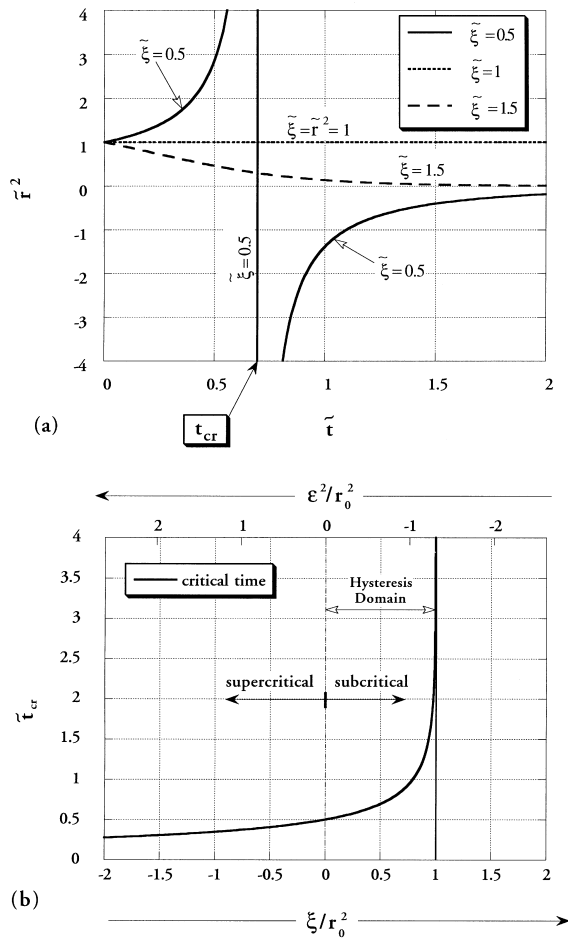 4
3
2
1
0
-1
-2
-3
-4
r̃ ²
ξ̃ =0.5
ξ̃ =0.5
ξ̃ =1
ξ̃ =1.5
ξ̃ = r̃ ²= 1
ξ̃ =1.5
ξ̃ =0.5
ξ̃ =0.5
0 0.5 1 1.5 2
(a)
t_cr
t̃
ε²/r₀²
2 1 0 -1 -2
4
3.5
3
2.5
2
1.5
1
0.5
0
critical time
Hysteresis
Domain
supercritical subcritical
t̃_cr
-2 -1.5 -1 -0.5 0 0.5 1 1.5 2
(b)
ξ/r₀²